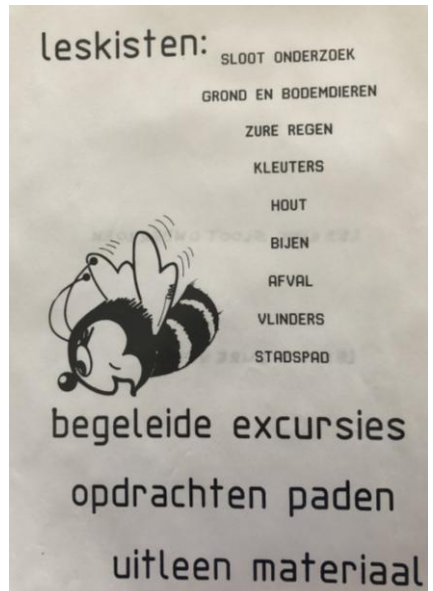 leskisten:
SLOOT ONDERZOEK
GROND EN BODEMDIEREN
ZURE REGEN
KLEUTERS
HOUT
BIJEN
AFVAL
VLINDERS
STADSPAD
begeleide excursies
opdrachten paden
uitleen materiaal